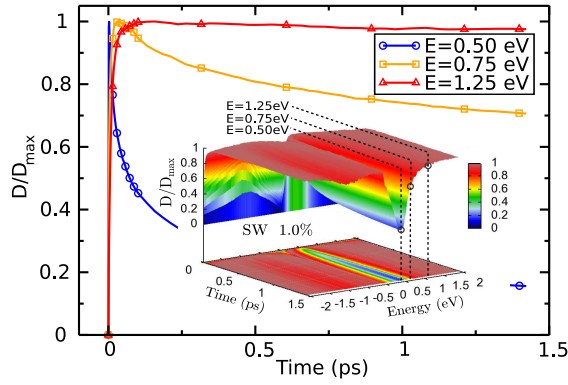 1
0.8
0.6
0.4
0.2
0
D/D_max
0
0.5
1
1.5
Time (ps)
E=0.50 eV
E=0.75 eV
E=1.25 eV
E=1.25eV
E=0.75eV
E=0.50eV
D/D_max
1
0.8
0.6
0.4
0.2
0
SW 1.0%
1
0.8
0.6
0.4
0.2
0
0
0.5
1
1.5
Time (ps)
-2 -1.5 -1 -0.5 0 0.5 1 1.5 2
Energy (eV)